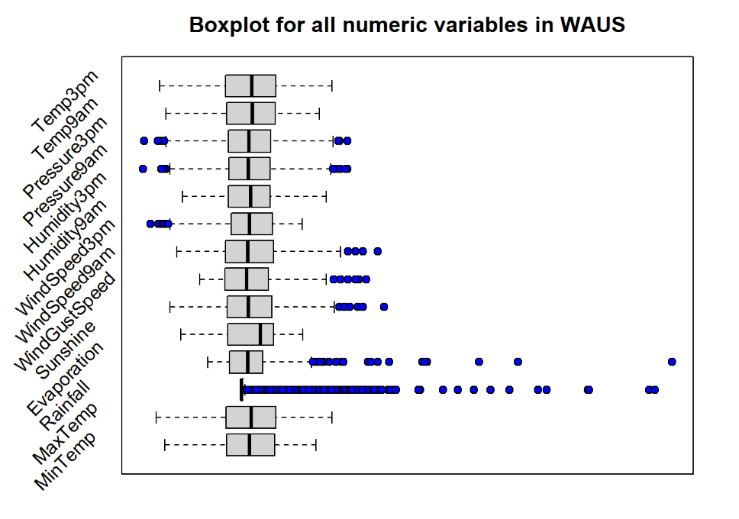 Boxplot for all numeric variables in WAUS
Temp3pm
Temp9am
Pressure3pm
Pressure9am
Humidity3pm
Humidity9am
WindSpeed3pm
WindSpeed9am
WindGustSpeed
Sunshine
Evaporation
Rainfall
MaxTemp
MinTemp